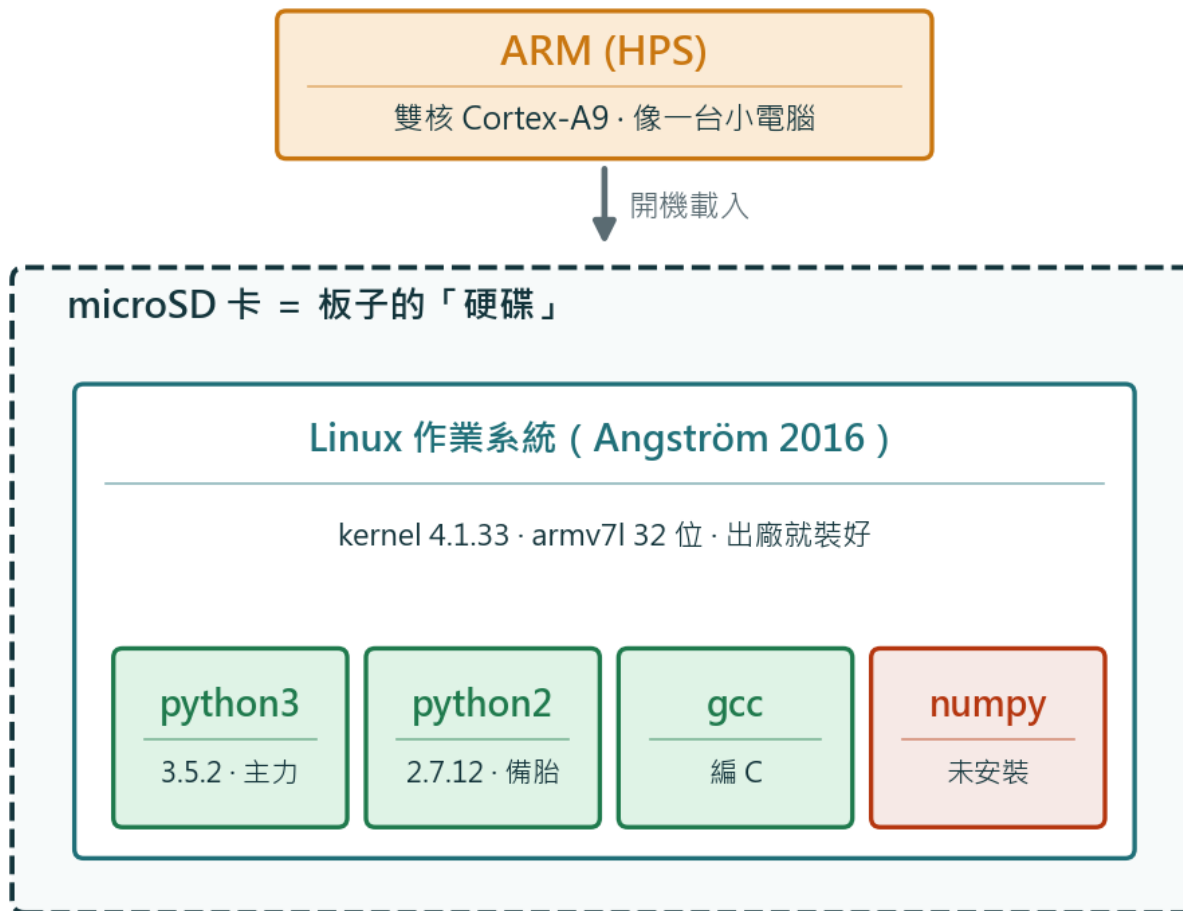 ARM (HPS)
雙核 Cortex-A9 · 像一台小電腦
開機載入
microSD 卡 = 板子的「硬碟」
Linux 作業系統 ( Angström 2016 )
kernel 4.1.33 · armv7l 32 位 · 出廠就裝好
python3
3.5.2 · 主力
python2
2.7.12 · 備胎
gcc
編 C
numpy
未安裝